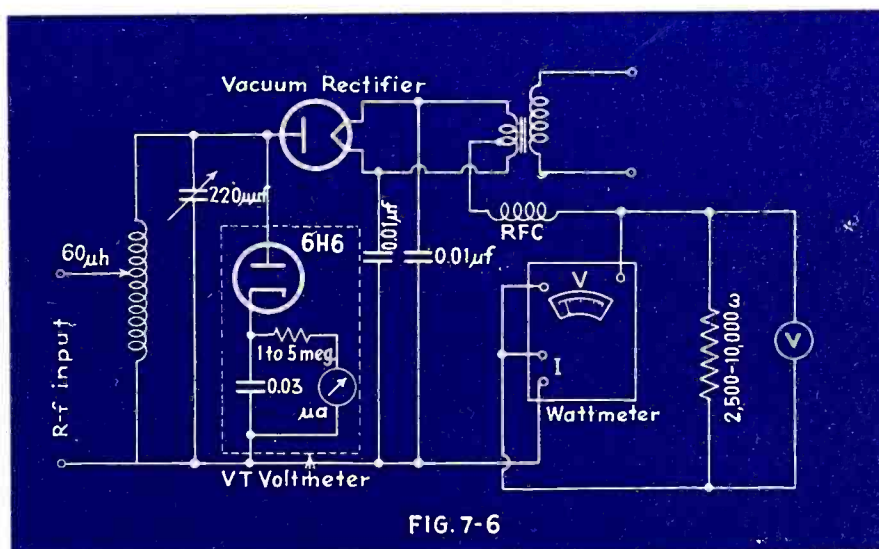 Vacuum Rectifier
220µµf
60µh
6H6
0.01µf
0.01µf
RFC
1 to 5 meg.
0.03
µa
V
I
Wattmeter
2,500-10,000ω
V
R-f input
VT Voltmeter
FIG. 7-6